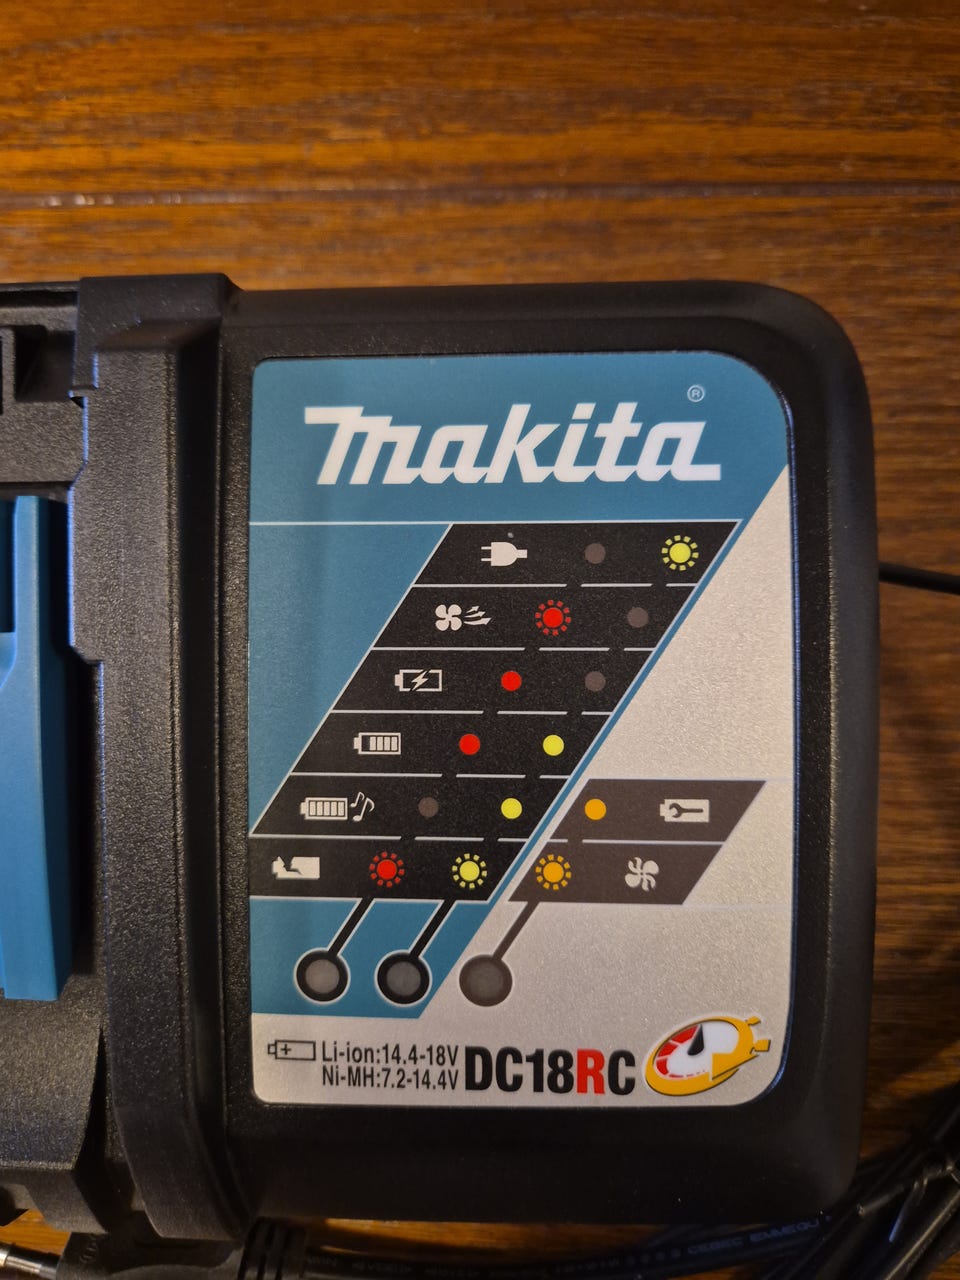 makita
®
Li-ion:14.4-18V
Ni-MH:7.2-14.4V
DC18RC